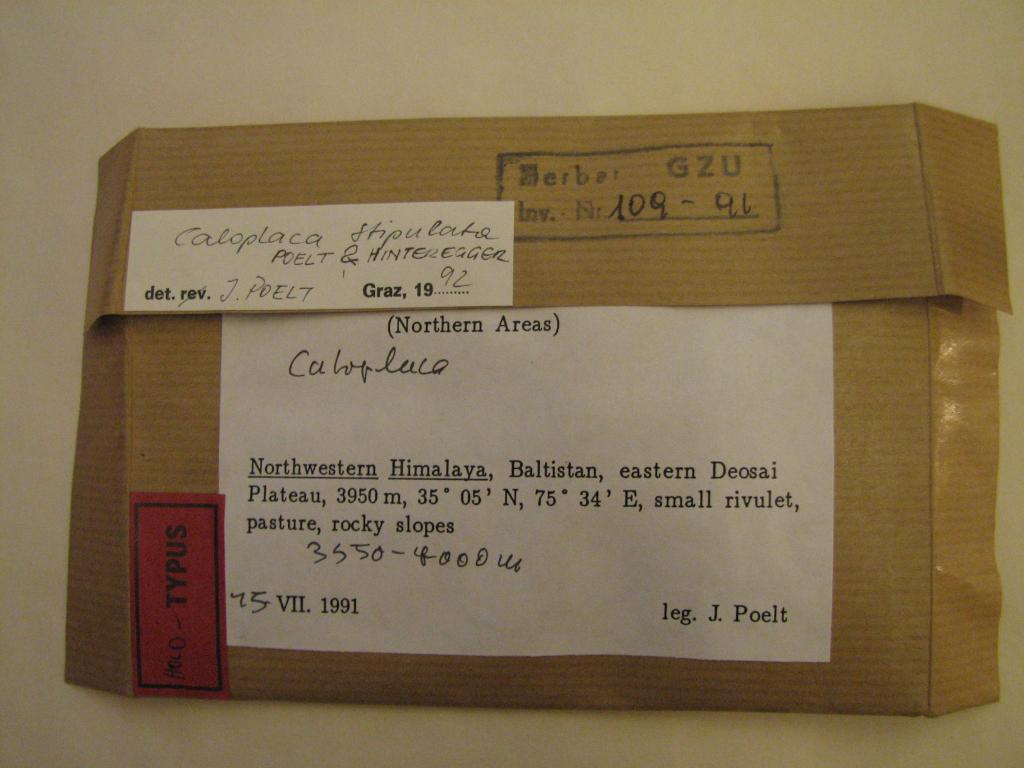 Herbar GZU
Inv. Nr. 109-91
Caloplaca stipulata
POELT & HINTEREGGER
det. rev. J. POELT Graz, 1992
(Northern Areas)
Caloplaca
Northwestern Himalaya, Baltistan, eastern Deosai
Plateau, 3950 m, 35° 05' N, 75° 34' E, small rivulet,
pasture, rocky slopes
3950-4000m
25 VII. 1991 leg. J. Poelt
HOLO-TYPUS